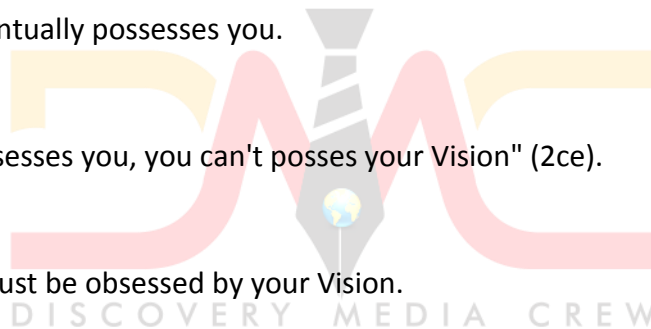 ntually possesses you.
sesses you, you can't posses your Vision" (2ce).
ust be obsessed by your Vision.
DMC
DISCOVERY MEDIA CREW